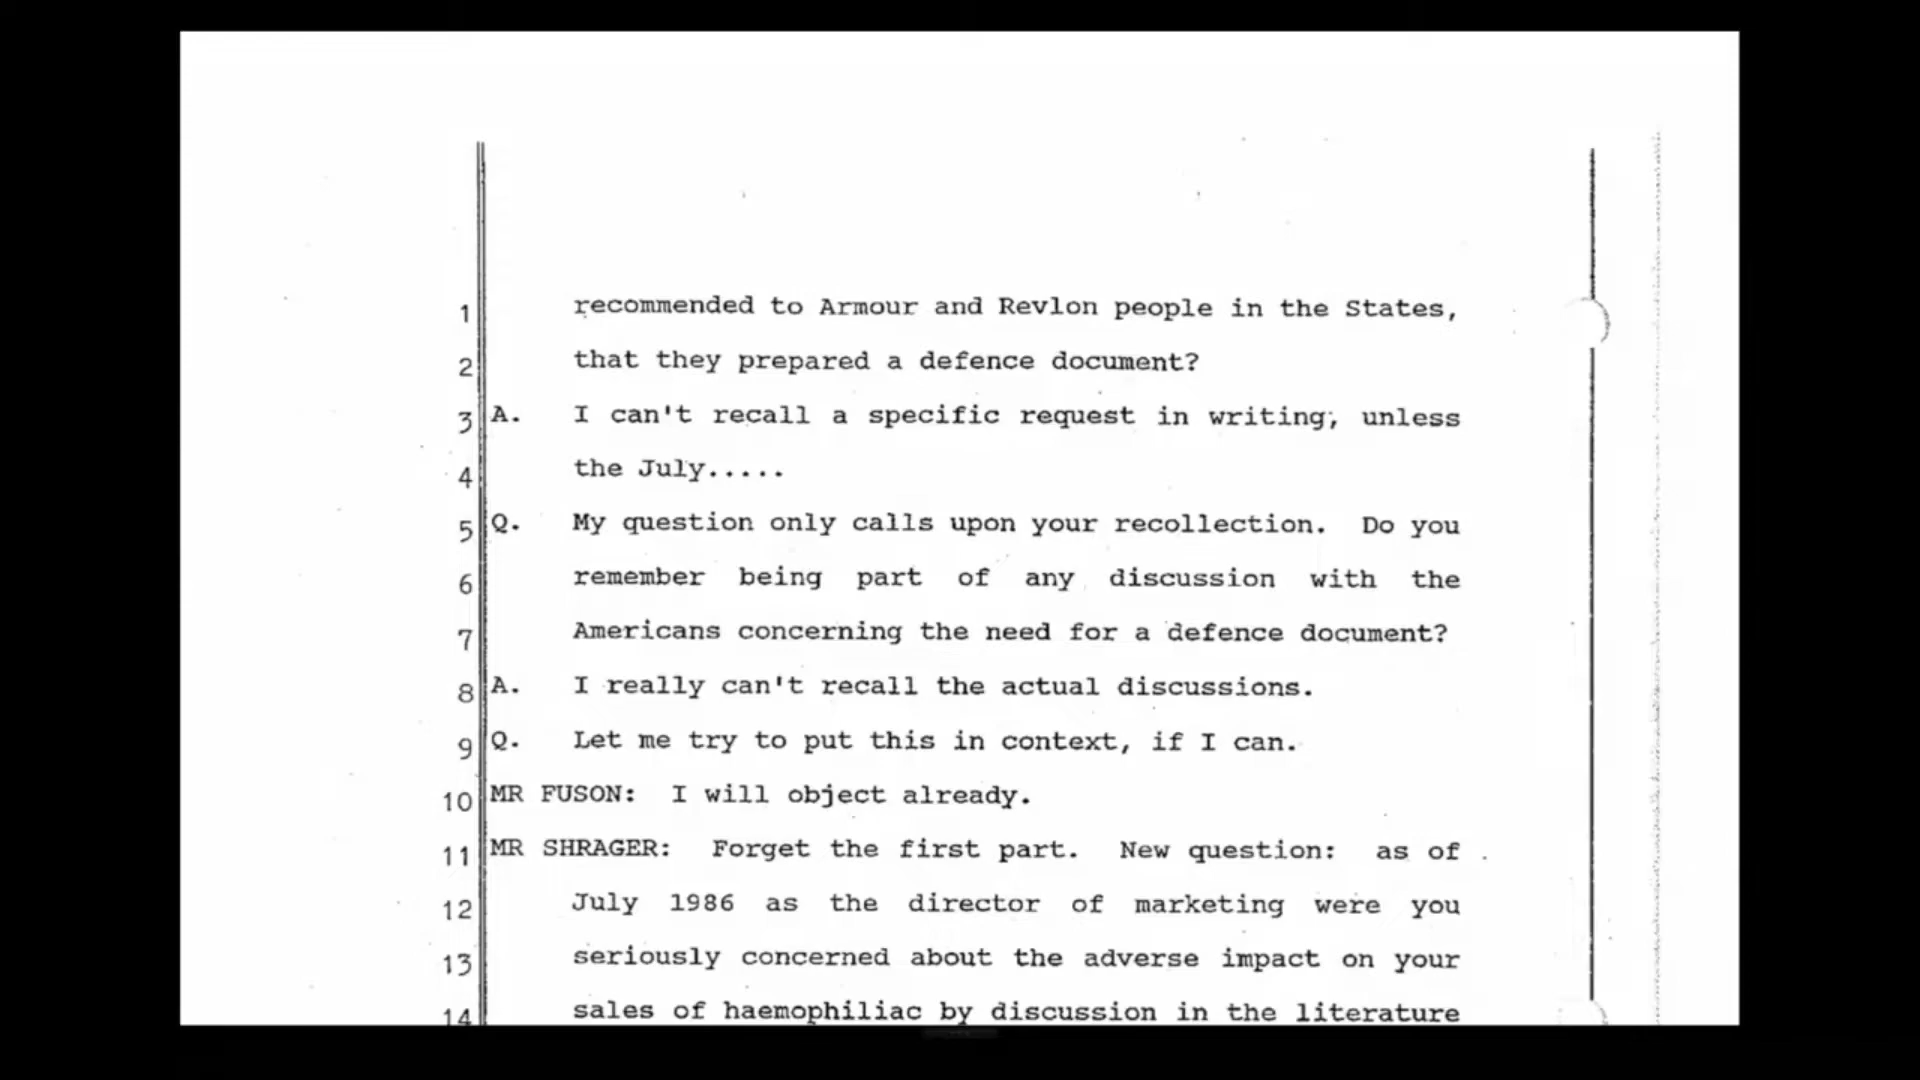 1 recommended to Armour and Revlon people in the States,
2 that they prepared a defence document?
3 A. I can't recall a specific request in writing, unless
4 the July.....
5 Q. My question only calls upon your recollection. Do you
6 remember being part of any discussion with the
7 Americans concerning the need for a defence document?
8 A. I really can't recall the actual discussions.
9 Q. Let me try to put this in context, if I can.
10 MR FUSON: I will object already.
11 MR SHRAGER: Forget the first part. New question: as of
12 July 1986 as the director of marketing were you
13 seriously concerned about the adverse impact on your
14 sales of haemophiliac by discussion in the literature